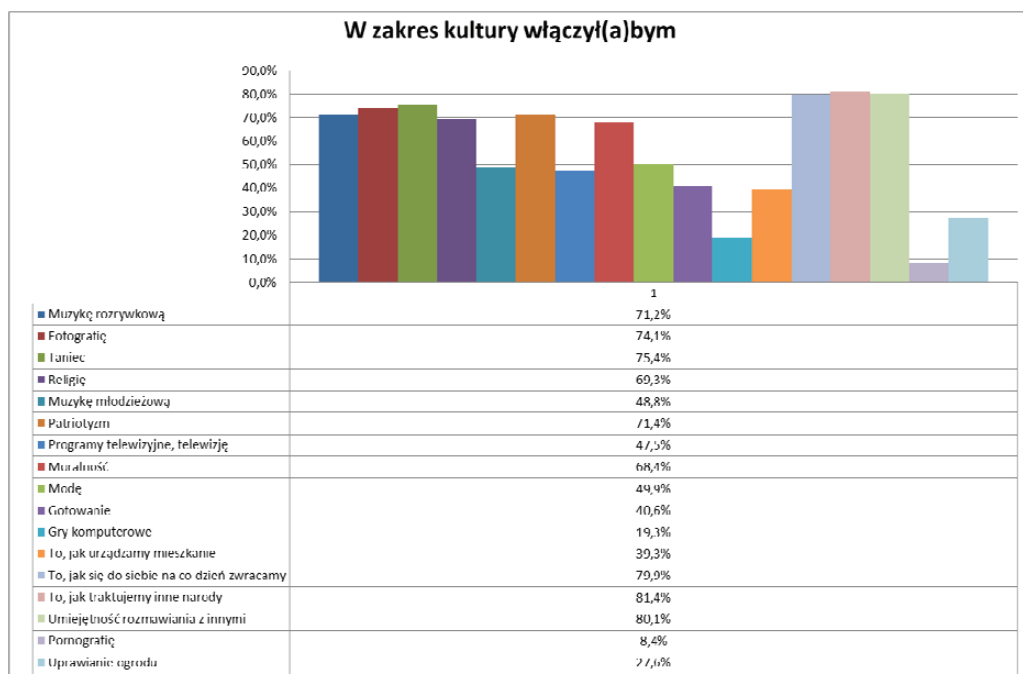 W zakres kultury włączył(a)bym
90,0%
80,0%
70,0%
60,0%
50,0%
40,0%
30,0%
20,0%
10,0%
0,0%
1
Muzykę rozrywkową 71,2%
Fotografię 74,1%
Taniec 75,4%
Religię 69,3%
Muzykę młodzieżową 48,8%
Patriotyzm 71,4%
Programy telewizyjne, telewizję 47,5%
Moralność 68,4%
Modę 49,9%
Gotowanie 40,6%
Gry komputerowe 19,3%
To, jak urządzamy mieszkanie 39,3%
To, jak się do siebie na co dzień zwracamy 79,9%
To, jak traktujemy inne narody 81,4%
Umiejętność rozmawiania z innymi 80,1%
Pornografię 8,4%
Uprawianie ogrodu 27,6%